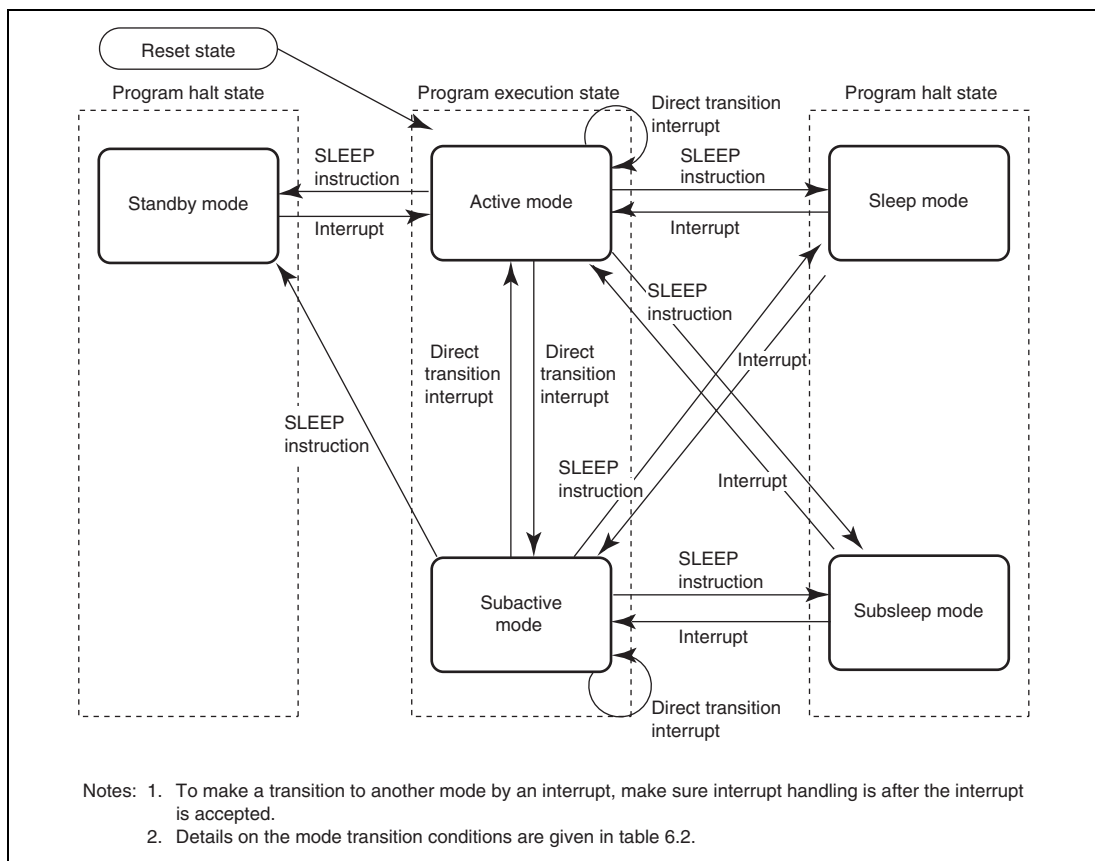 Reset state
Program halt state
Program execution state
Program halt state
Direct transition
interrupt
SLEEP
instruction
SLEEP
instruction
Standby mode
Active mode
Sleep mode
Interrupt
Interrupt
SLEEP
instruction
Direct
transition
interrupt
Direct
transition
interrupt
Interrupt
SLEEP
instruction
SLEEP
instruction
Interrupt
SLEEP
instruction
Subactive
mode
Subsleep mode
Interrupt
Direct transition
interrupt
Notes: 1. To make a transition to another mode by an interrupt, make sure interrupt handling is after the interrupt
is accepted.
2. Details on the mode transition conditions are given in table 6.2.